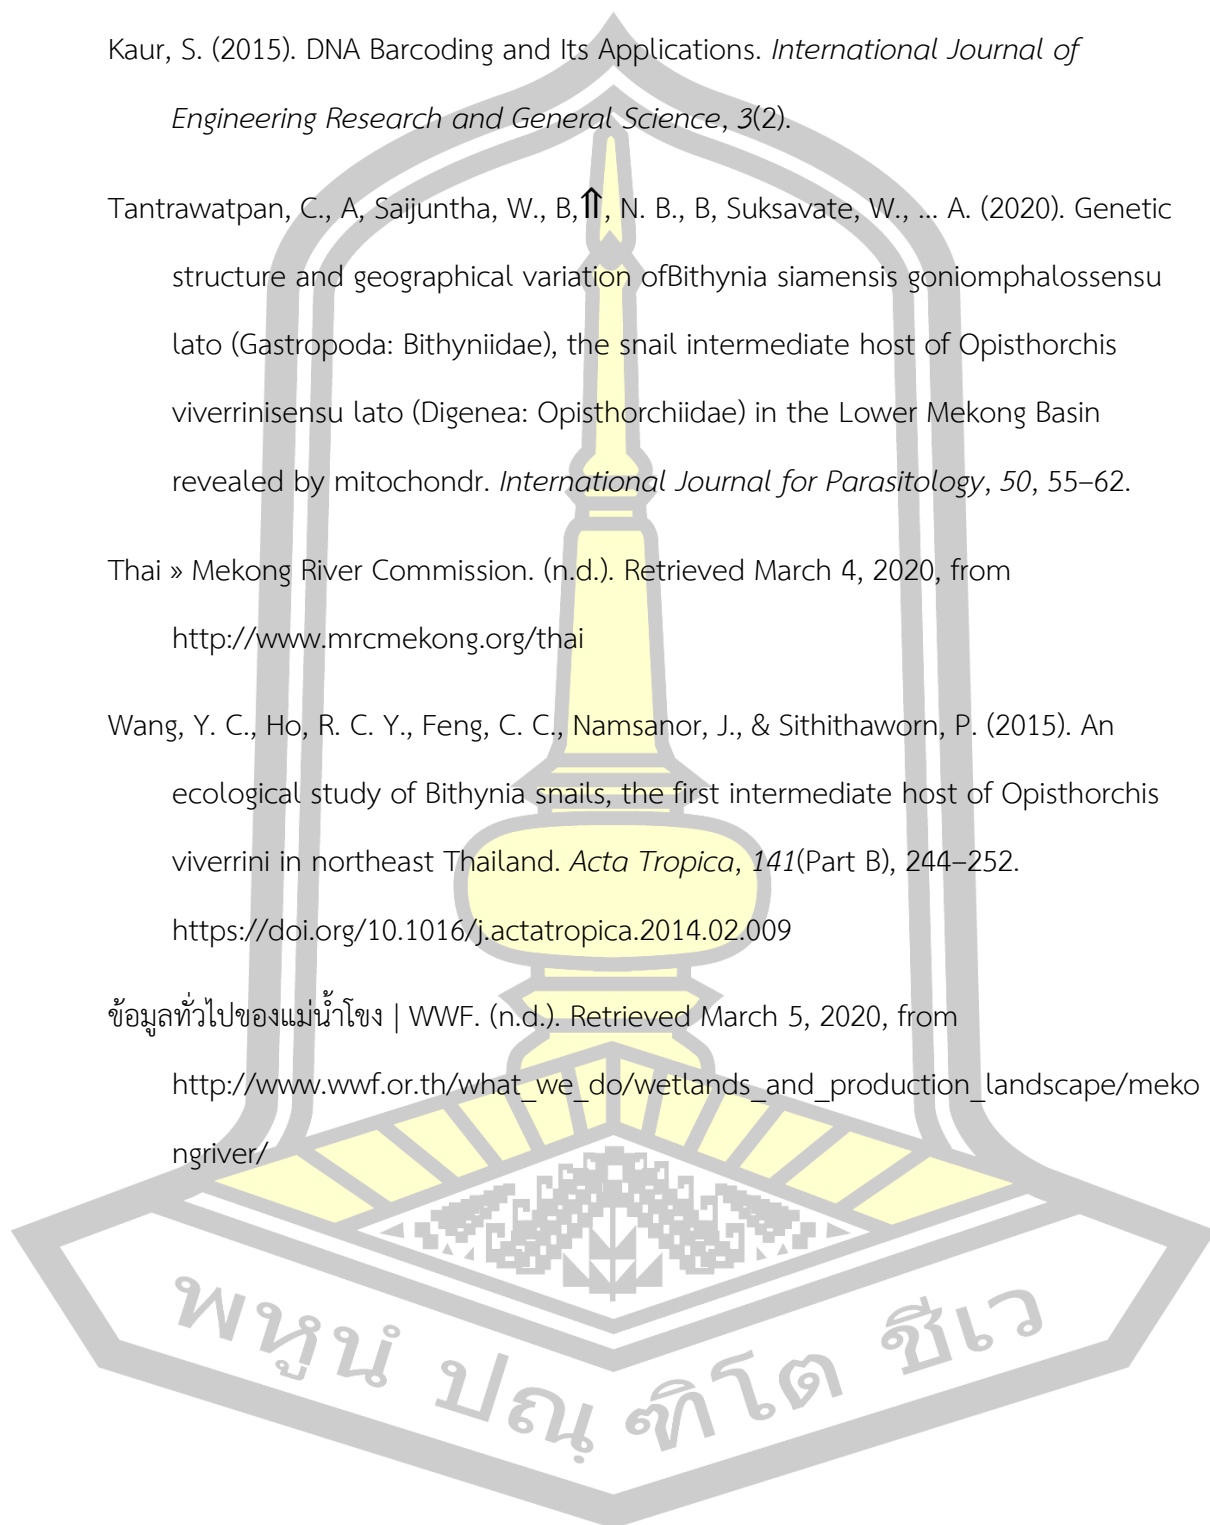 Kaur, S. (2015). DNA Barcoding and Its Applications. International Journal of
Engineering Research and General Science, 3(2).
Tantrawatpan, C., A, Saijuntha, W., B,⇑, N. B., B, Suksavate, W., … A. (2020). Genetic
structure and geographical variation ofBithynia siamensis goniomphalossensu
lato (Gastropoda: Bithyniidae), the snail intermediate host of Opisthorchis
viverrinisensu lato (Digenea: Opisthorchiidae) in the Lower Mekong Basin
revealed by mitochondr. International Journal for Parasitology, 50, 55–62.
Thai » Mekong River Commission. (n.d.). Retrieved March 4, 2020, from
http://www.mrcmekong.org/thai
Wang, Y. C., Ho, R. C. Y., Feng, C. C., Namsanor, J., & Sithithaworn, P. (2015). An
ecological study of Bithynia snails, the first intermediate host of Opisthorchis
viverrini in northeast Thailand. Acta Tropica, 141(Part B), 244–252.
https://doi.org/10.1016/j.actatropica.2014.02.009
ข้อมูลทั่วไปของแม่น้ำโขง | WWF. (n.d.). Retrieved March 5, 2020, from
http://www.wwf.or.th/what_we_do/wetlands_and_production_landscape/meko
ngriver/
พหูนํ ปณฺ ฑิโต ชีเว